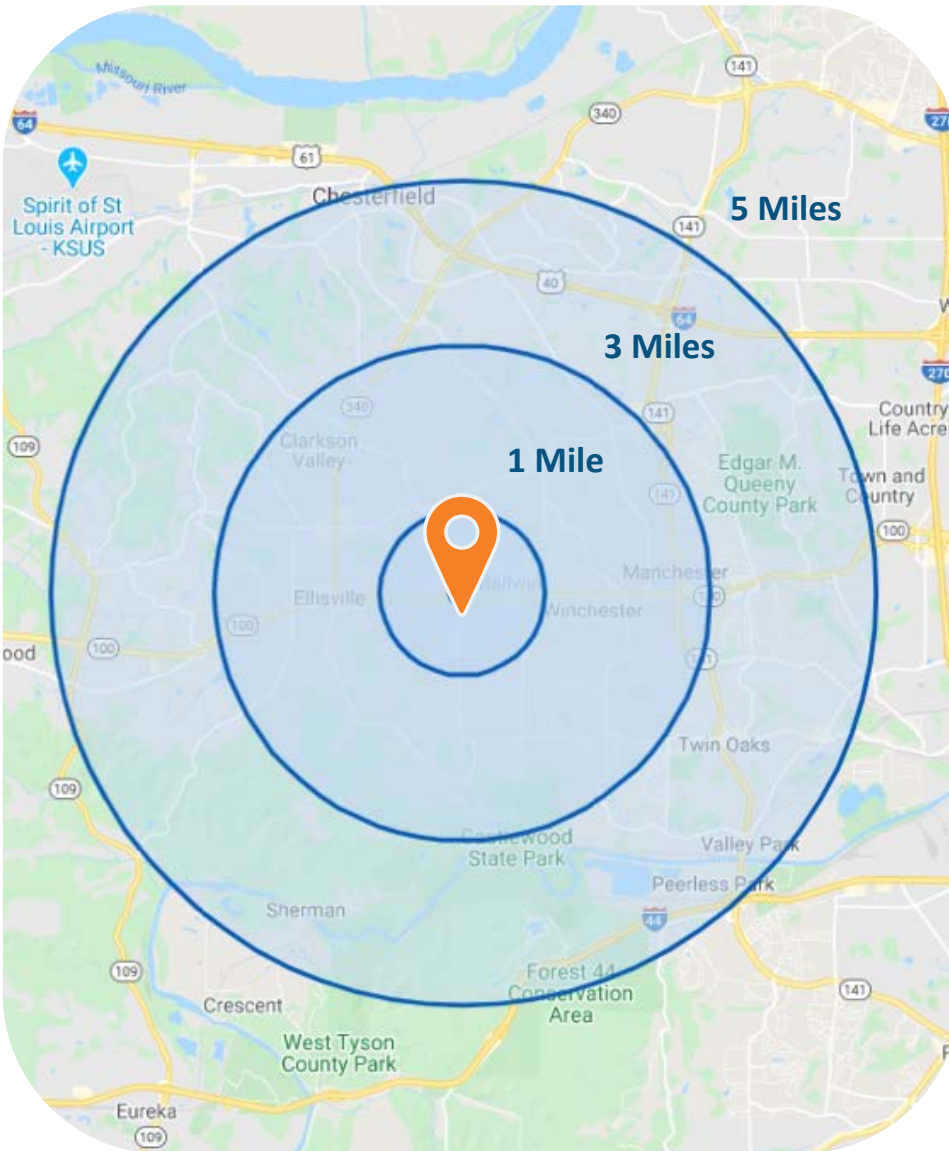 Missouri River
141
64
340
270
61
Chesterfield
Spirit of St
Louis Airport
- KSUS
5 Miles
141
40
64
3 Miles
270
340
141
Country
Life Acre
109
Clarkson
Valley
1 Mile
Edgar M.
Queeny
County Park
141
Town and
Country
100
Ballwin
Manchester
Ellisville
Winchester
100
100
ood
100
141
Twin Oaks
109
Castlewood
State Park
Valley Park
Peerless Park
Sherman
44
109
Forest 44
Conservation
Area
141
Crescent
West Tyson
County Park
Eureka
109